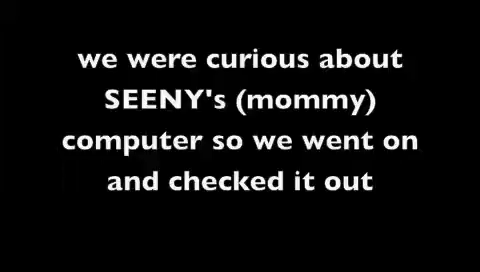 we were curious about
SEENY's (mommy)
computer so we went on
and checked it out